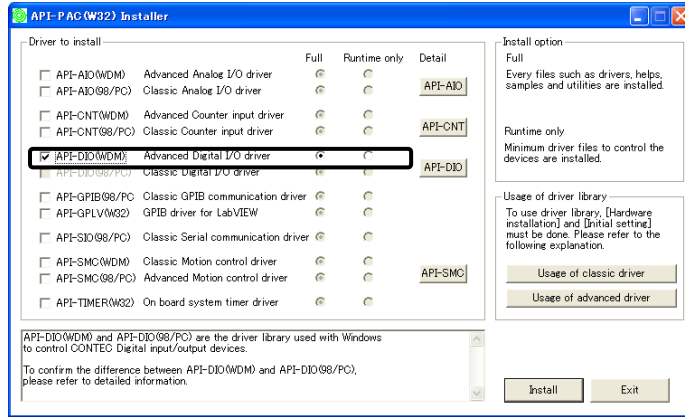 API-PAC(W32) Installer
Driver to install
Full Runtime only Detail
API-AIO(WDM) Advanced Analog I/O driver
API-AIO(98/PC) Classic Analog I/O driver
API-AIO
API-CNT(WDM) Advanced Counter input driver
API-CNT(98/PC) Classic Counter input driver
API-CNT
API-DIO(WDM) Advanced Digital I/O driver
API-DIO(98/PC) Classic Digital I/O driver
API-DIO
API-GPIB(98/PC Classic GPIB communication driver
API-GPLV(W32) GPIB driver for LabVIEW
API-SIO(98/PC) Classic Serial communication driver
API-SMC(WDM) Classic Motion control driver
API-SMC(98/PC) Advanced Motion control driver
API-SMC
API-TIMER(W32) On board system timer driver
Install option
Full
Every files such as drivers, helps,
samples and utilities are installed.
Runtime only
Minimum driver files to control the
devices are installed.
Usage of driver library
To use driver library, [Hardware
installation] and [Initial setting]
must be done. Please refer to the
following explanation.
Usage of classic driver
Usage of advanced driver
API-DIO(WDM) and API-DIO(98/PC) are the driver library used with Windows
to control CONTEC Digital input/output devices.
To confirm the difference between API-DIO(WDM) and API-DIO(98/PC),
please refer to detailed information.
Install Exit